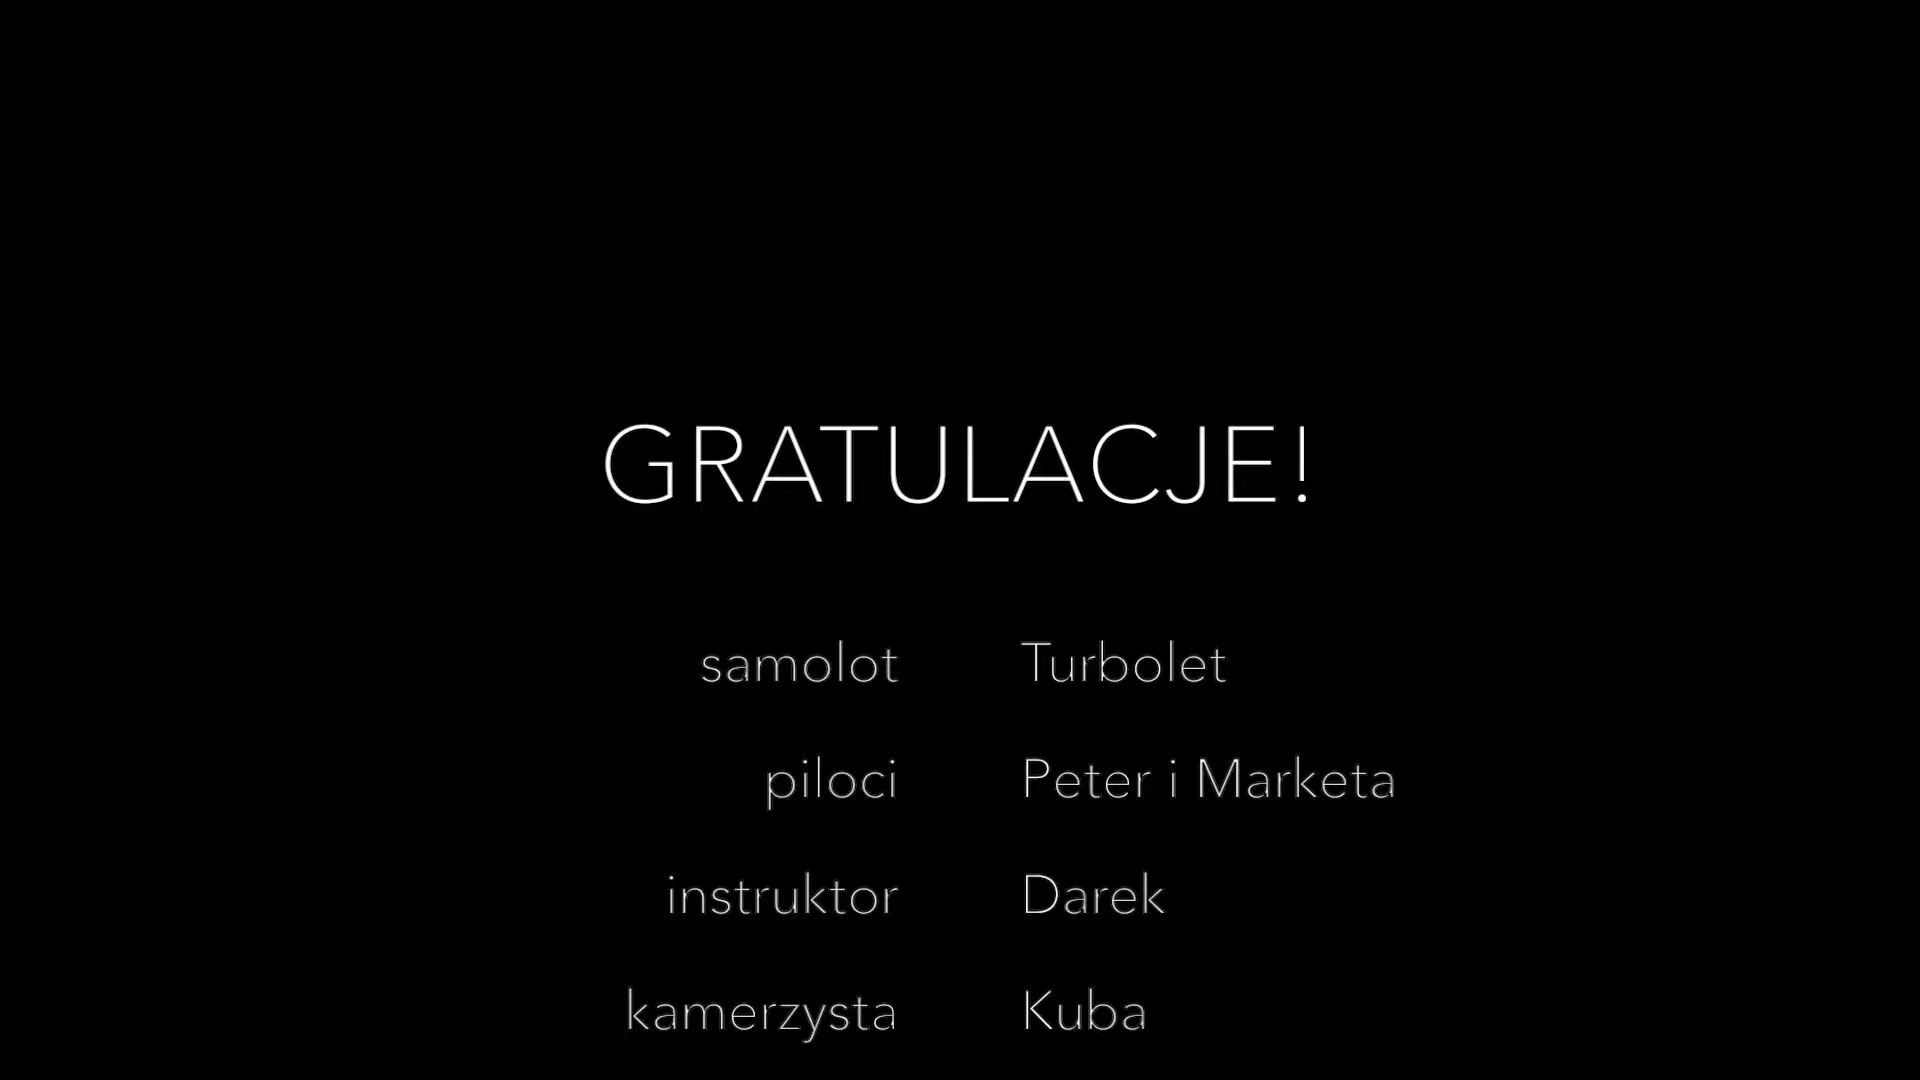 GRATULACJE!
samolot Turbolet
piloci Peter i Marketa
instruktor Darek
kamerzysta Kuba